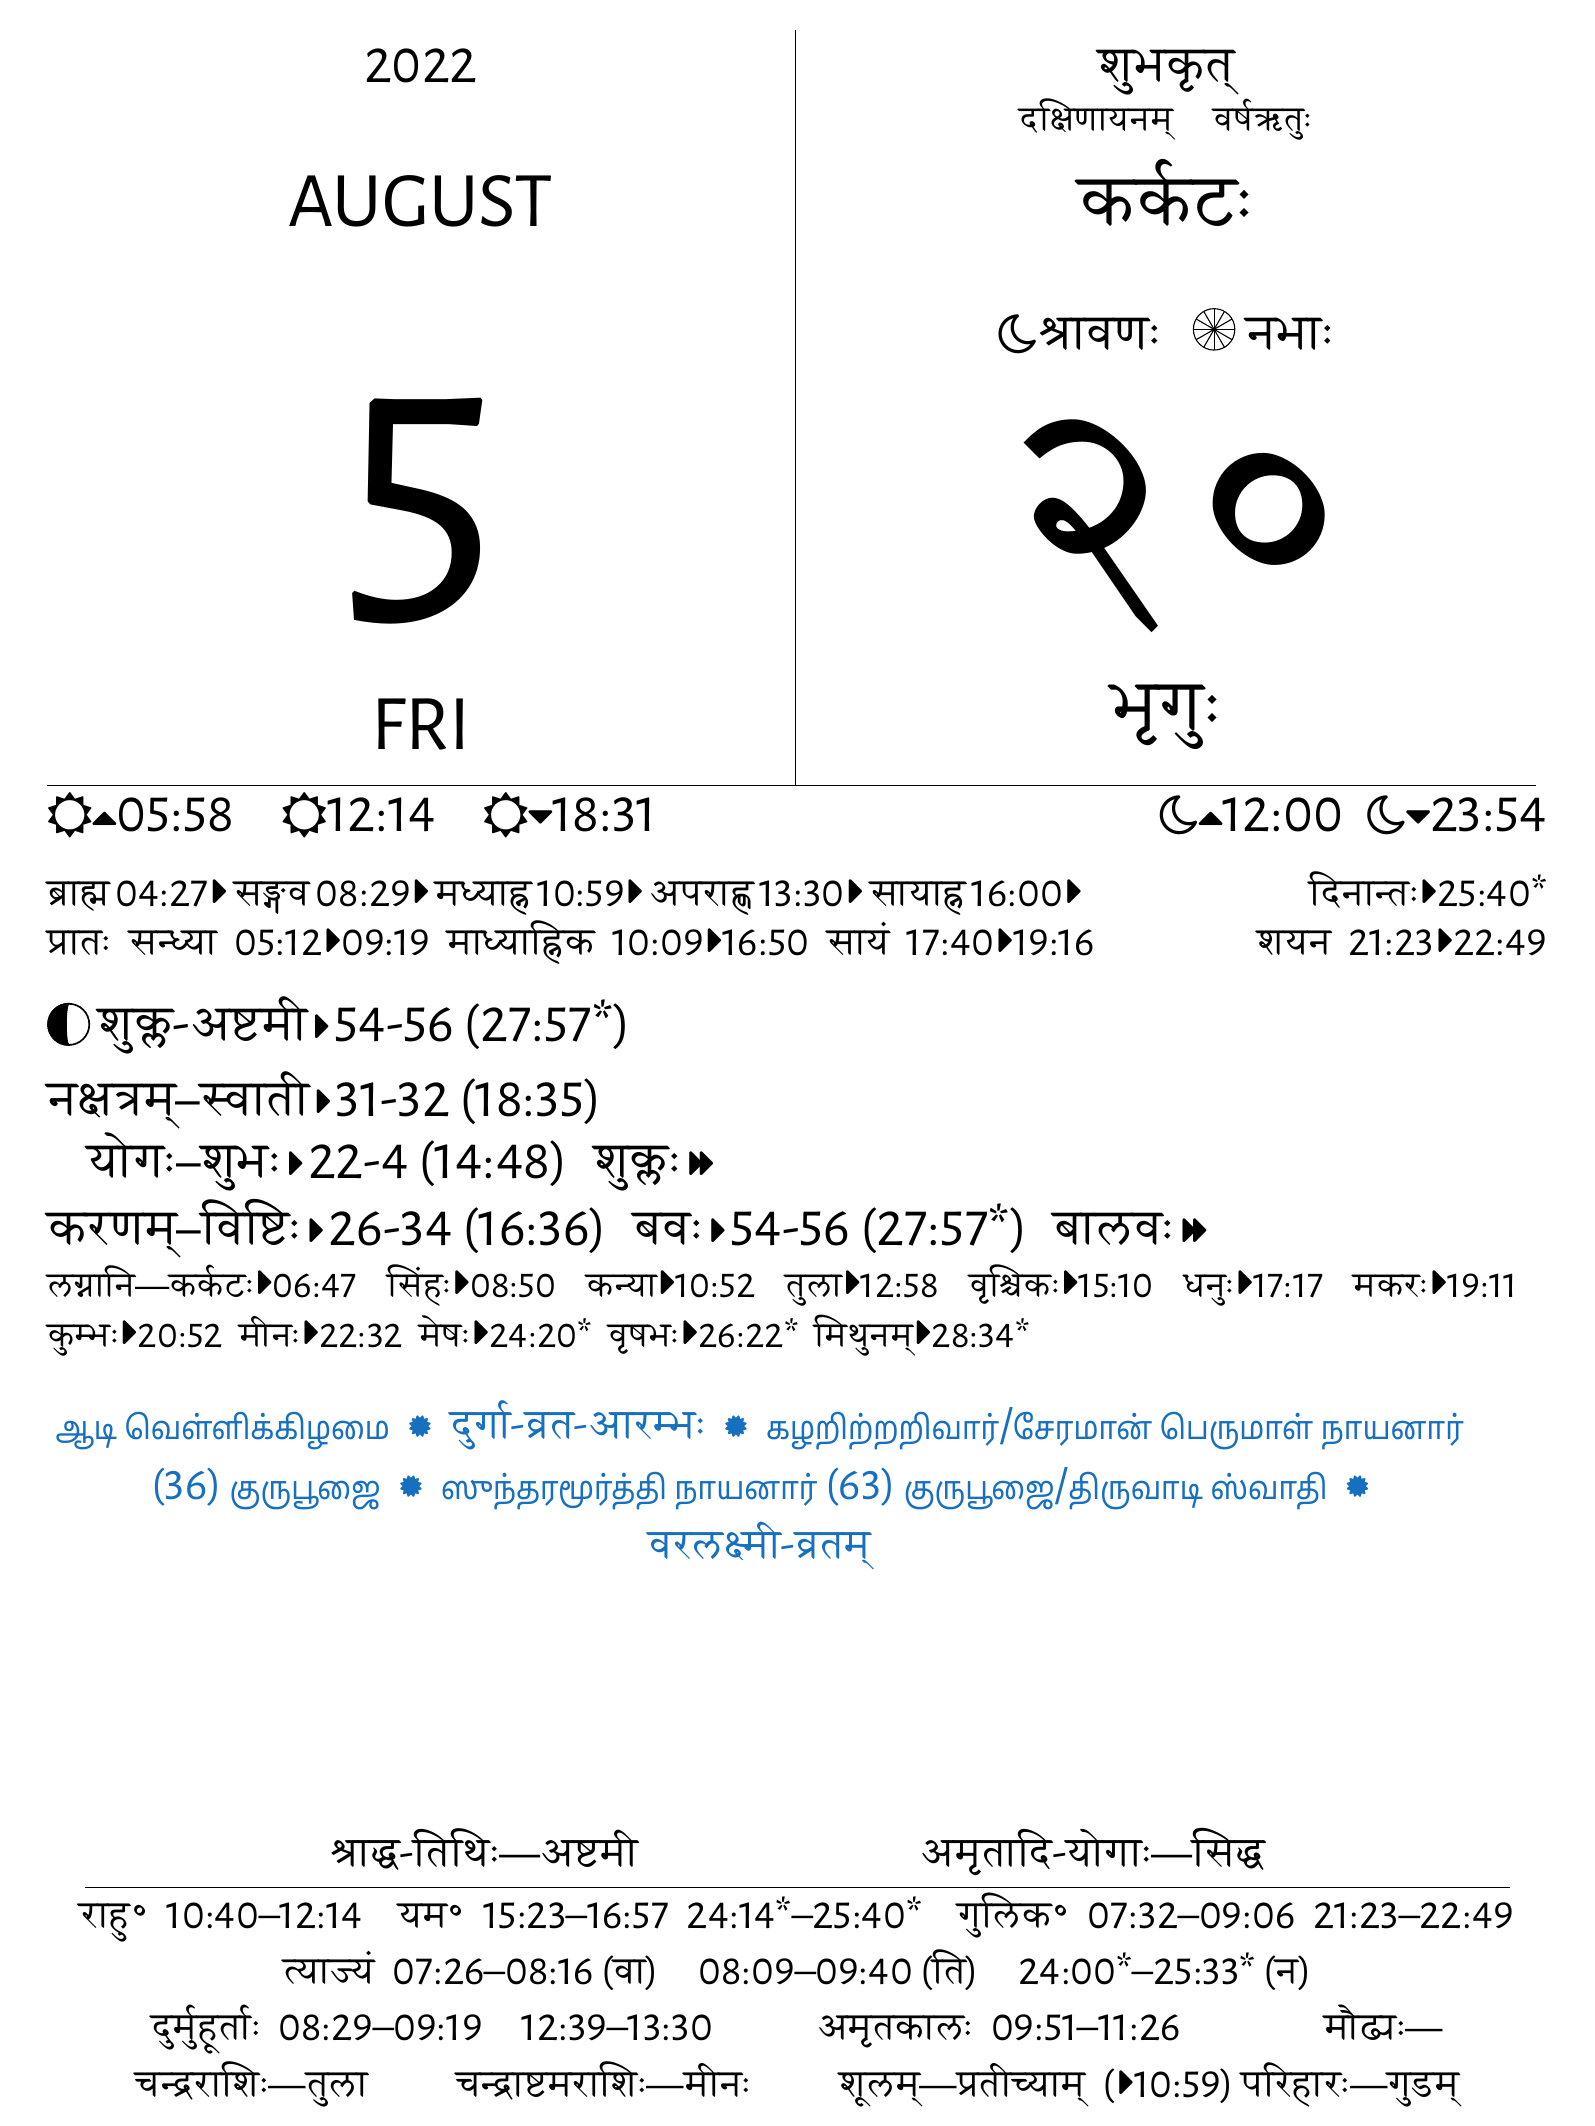 2022
AUGUST
5
FRI
शुभकृत्
दक्षिणायनम् वर्षऋतुः
कर्कटः
श्रावणः नभाः
२०
भृगुः
05:58 12:14 18:31 12:00 23:54
ब्राह्म 04:27 सङ्गव 08:29 मध्याह्न 10:59 अपराह्ण 13:30 सायाह्न 16:00 दिनान्तः 25:40*
प्रातः सन्ध्या 05:12 09:19 माध्याह्निक 10:09 16:50 सायं 17:40 19:16 शयन 21:23 22:49
शुक्ल-अष्टमी 54-56 (27:57*)
नक्षत्रम्–स्वाती 31-32 (18:35)
योगः–शुभः 22-4 (14:48) शुक्लः
करणम्–विष्टिः 26-34 (16:36) बवः 54-56 (27:57*) बालवः
लग्नानि—कर्कटः 06:47 सिंहः 08:50 कन्या 10:52 तुला 12:58 वृश्चिकः 15:10 धनुः 17:17 मकरः 19:11
कुम्भः 20:52 मीनः 22:32 मेषः 24:20* वृषभः 26:22* मिथुनम् 28:34*
ஆடி வெள்ளிக்கிழமை ✹ दुर्गा-व्रत-आरम्भः ✹ கழறிற்றறிவார்/சேரமான் பெருமாள் நாயனார்
(36) குருபூஜை ✹ ஸுந்தரமூர்த்தி நாயனார் (63) குருபூஜை/திருவாடி ஸ்வாதி ✹
वरलक्ष्मी-व्रतम्
श्राद्ध-तिथिः—अष्टमी अमृतादि-योगाः—सिद्ध
राहु॰ 10:40–12:14 यम॰ 15:23–16:57 24:14*–25:40* गुलिक॰ 07:32–09:06 21:23–22:49
त्याज्यं 07:26–08:16 (वा) 08:09–09:40 (ति) 24:00*–25:33* (न)
दुर्मुहूर्ताः 08:29–09:19 12:39–13:30 अमृतकालः 09:51–11:26 मौढ्यः—
चन्द्रराशिः—तुला चन्द्राष्टमराशिः—मीनः शूलम्—प्रतीच्याम् (10:59) परिहारः—गुडम्